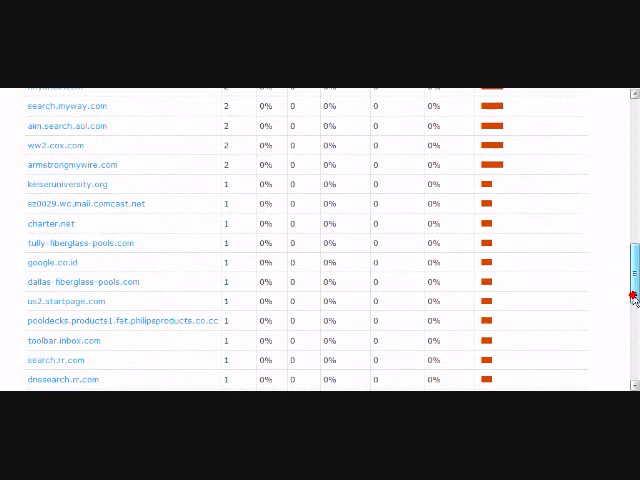 search.myway.com 2 0% 0 0% 0 0%
aim.search.aol.com 2 0% 0 0% 0 0%
ww2.cox.com 2 0% 0 0% 0 0%
armstrongmywire.com 2 0% 0 0% 0 0%
keiseruniversity.org 1 0% 0 0% 0 0%
sz0029.wc.mail.comcast.net 1 0% 0 0% 0 0%
charter.net 1 0% 0 0% 0 0%
tully-fiberglass-pools.com 1 0% 0 0% 0 0%
google.co.id 1 0% 0 0% 0 0%
dallas-fiberglass-pools.com 1 0% 0 0% 0 0%
us2.startpage.com 1 0% 0 0% 0 0%
pooldecks.products1.fat.philipsproducts.co.cc 1 0% 0 0% 0 0%
toolbar.inbox.com 1 0% 0 0% 0 0%
search.rr.com 1 0% 0 0% 0 0%
dnssearch.rr.com 1 0% 0 0% 0 0%